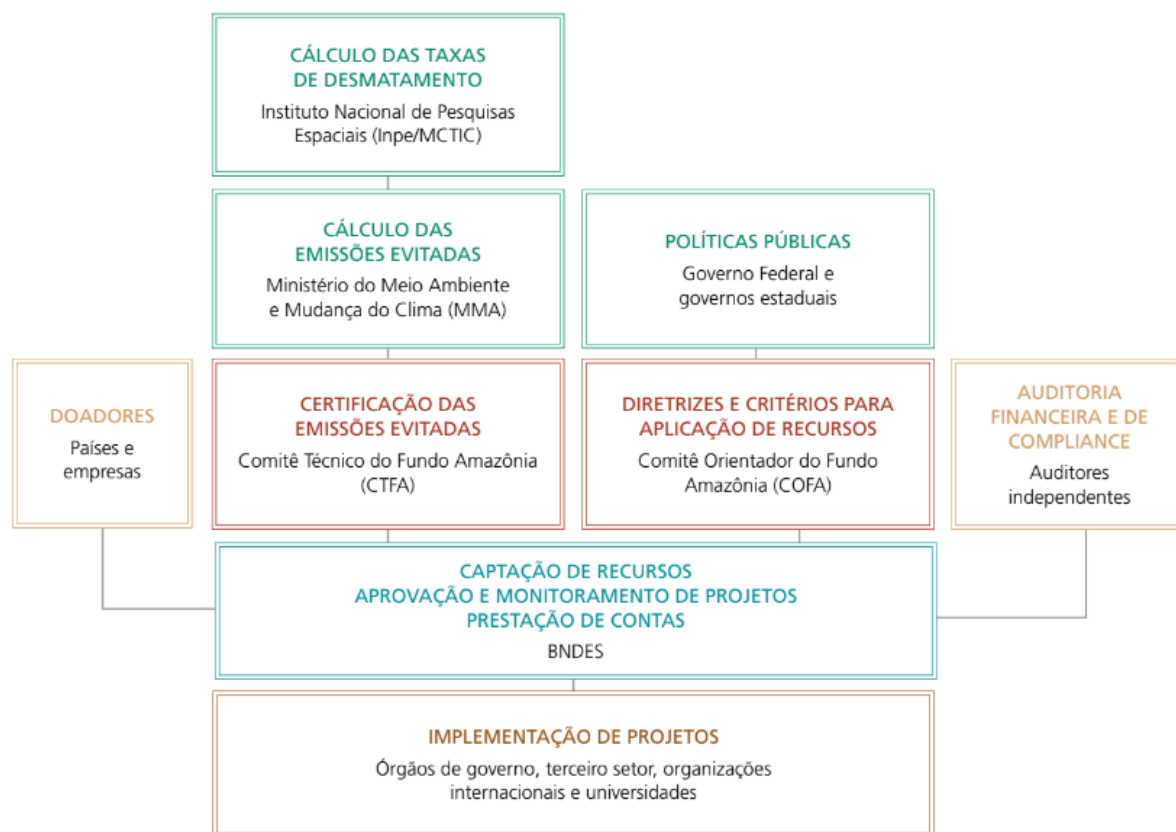 CÁLCULO DAS TAXAS
DE DESMATAMENTO
Instituto Nacional de Pesquisas
Espaciais (Inpe/MCTIC)
CÁLCULO DAS
EMISSÕES EVITADAS
Ministério do Meio Ambiente
e Mudança do Clima (MMA)
POLÍTICAS PÚBLICAS
Governo Federal e
governos estaduais
DOADORES
Países e
empresas
CERTIFICAÇÃO DAS
EMISSÕES EVITADAS
Comitê Técnico do Fundo Amazônia
(CTFA)
DIRETRIZES E CRITÉRIOS PARA
APLICAÇÃO DE RECURSOS
Comitê Orientador do Fundo
Amazônia (COFA)
AUDITORIA
FINANCEIRA E DE
COMPLIANCE
Auditores
independentes
CAPTAÇÃO DE RECURSOS
APROVAÇÃO E MONITORAMENTO DE PROJETOS
PRESTAÇÃO DE CONTAS
BNDES
IMPLEMENTAÇÃO DE PROJETOS
Órgãos de governo, terceiro setor, organizações
internacionais e universidades